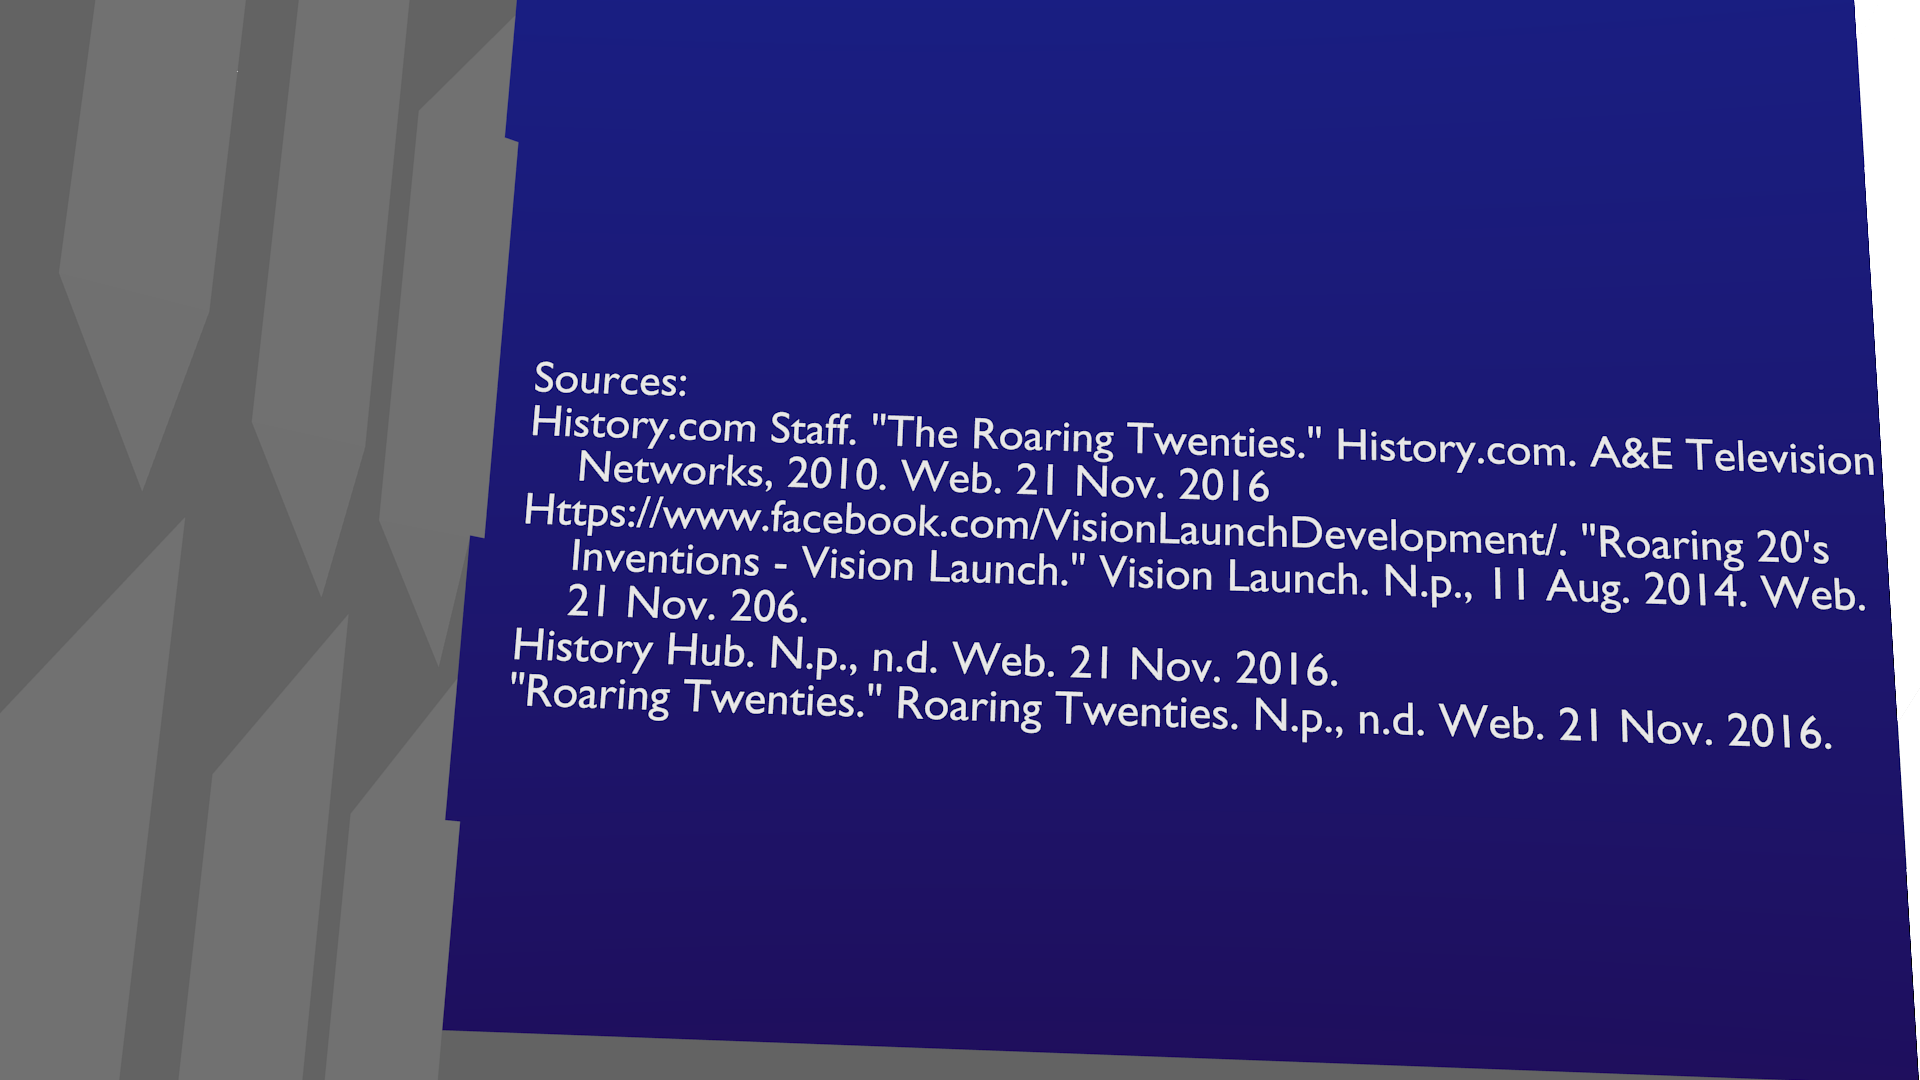 Sources:
History.com Staff. "The Roaring Twenties." History.com. A&E Television
Networks, 2010. Web. 21 Nov. 2016
Https://www.facebook.com/VisionLaunchDevelopment/. "Roaring 20's
Inventions - Vision Launch." Vision Launch. N.p., 11 Aug. 2014. Web.
21 Nov. 206.
History Hub. N.p., n.d. Web. 21 Nov. 2016.
"Roaring Twenties." Roaring Twenties. N.p., n.d. Web. 21 Nov. 2016.